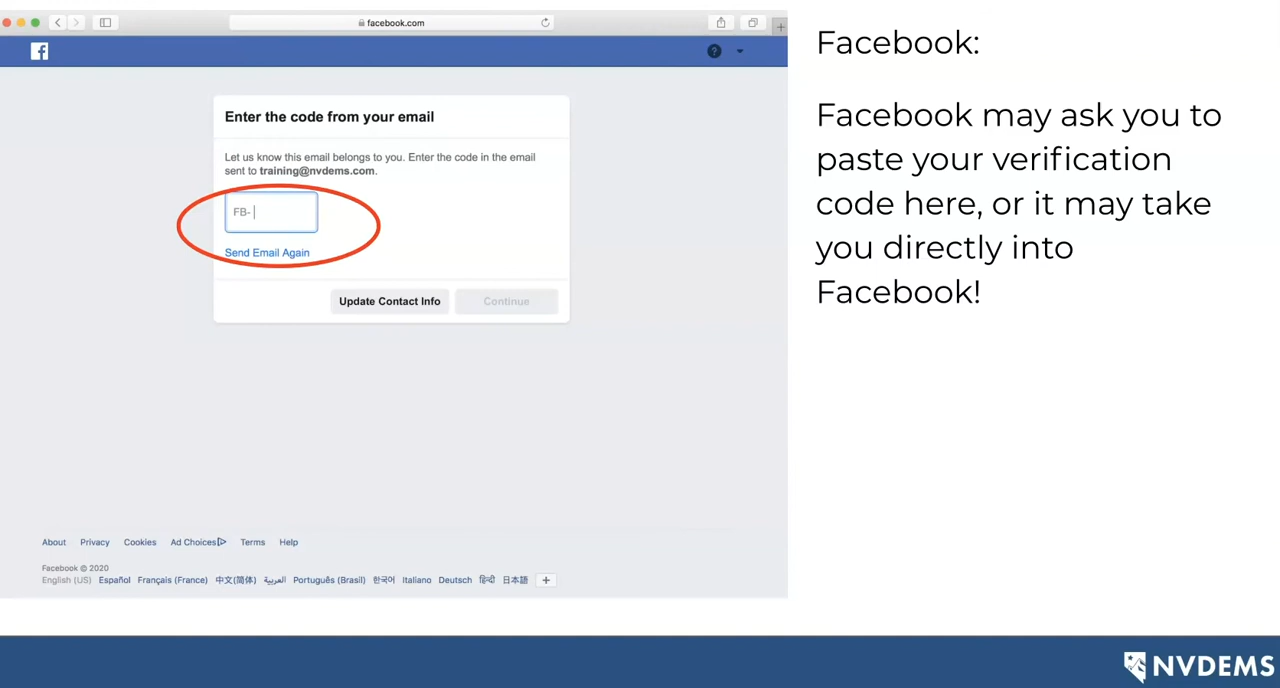 facebook.com
Facebook:
Enter the code from your email
Let us know this email belongs to you. Enter the code in the email
sent to training@nvdems.com.
FB-
Send Email Again
Update Contact Info
Continue
Facebook may ask you to
paste your verification
code here, or it may take
you directly into
Facebook!
About Privacy Cookies Ad Choices Terms Help
Facebook © 2020
English (US) Español Français (France) 中文(简体) العربية Português (Brasil) 한국어 Italiano Deutsch हिन्दी 日本語 +
NVDEMS